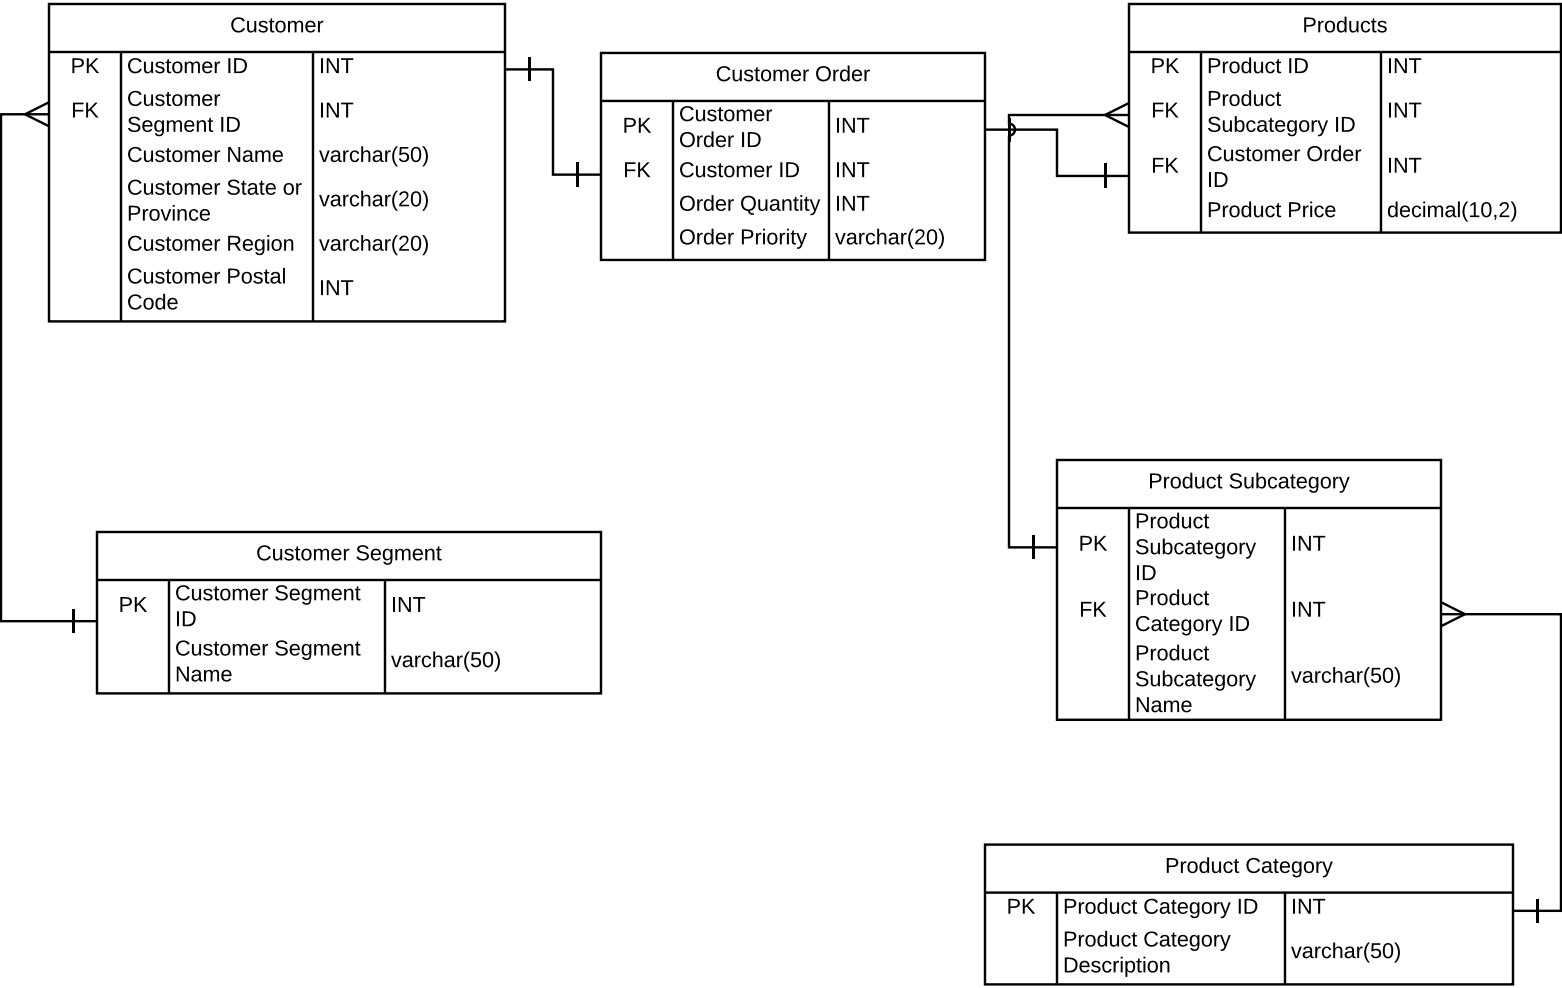 Customer
PK Customer ID INT
FK Customer
Segment ID INT
Customer Name varchar(50)
Customer State or
Province varchar(20)
Customer Region varchar(20)
Customer Postal
Code INT
Customer Order
PK Customer
Order ID INT
FK Customer ID INT
Order Quantity INT
Order Priority varchar(20)
Products
PK Product ID INT
FK Product
Subcategory ID INT
FK Customer Order
ID INT
Product Price decimal(10,2)
Customer Segment
PK Customer Segment
ID INT
Customer Segment
Name varchar(50)
Product Subcategory
PK Product
Subcategory
ID INT
FK Product
Category ID INT
Product
Subcategory
Name varchar(50)
Product Category
PK Product Category ID INT
Product Category
Description varchar(50)